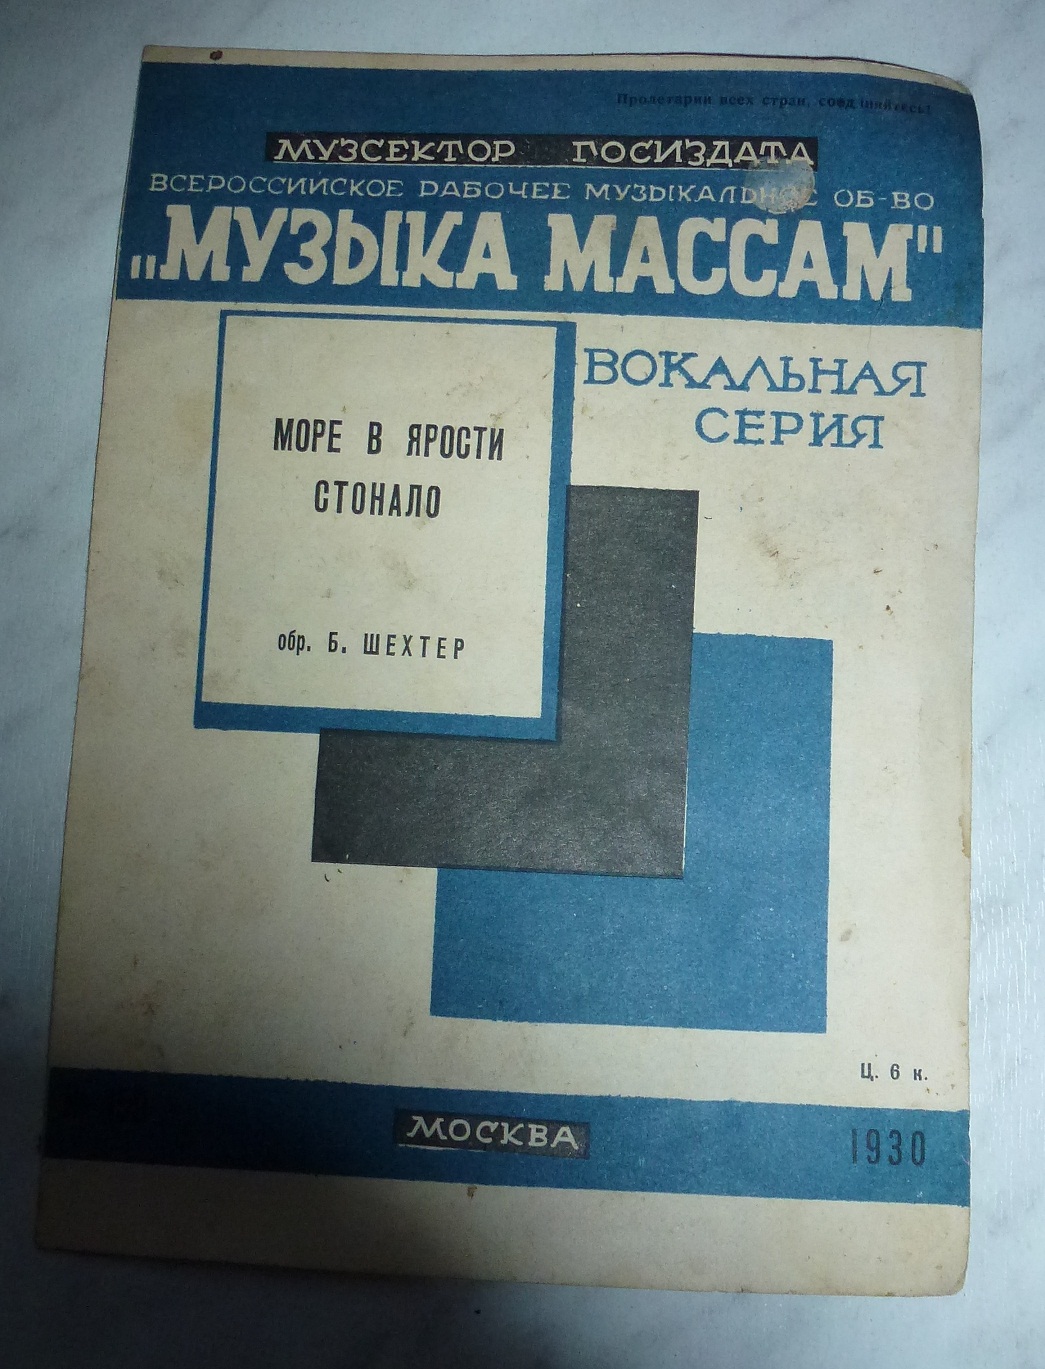 Пролетарии всех стран, соединяйтесь!
МУЗСЕКТОР ГОСИЗДАТА
ВСЕРОССИЙСКОЕ РАБОЧЕЕ МУЗЫКАЛЬНОЕ ОБ-ВО
„МУЗЫКА МАССАМ"
ВОКАЛЬНАЯ
СЕРИЯ
МОРЕ В ЯРОСТИ
СТОНАЛО
обр. Б. ШЕХТЕР
Ц. 6 к.
МОСКВА
1930